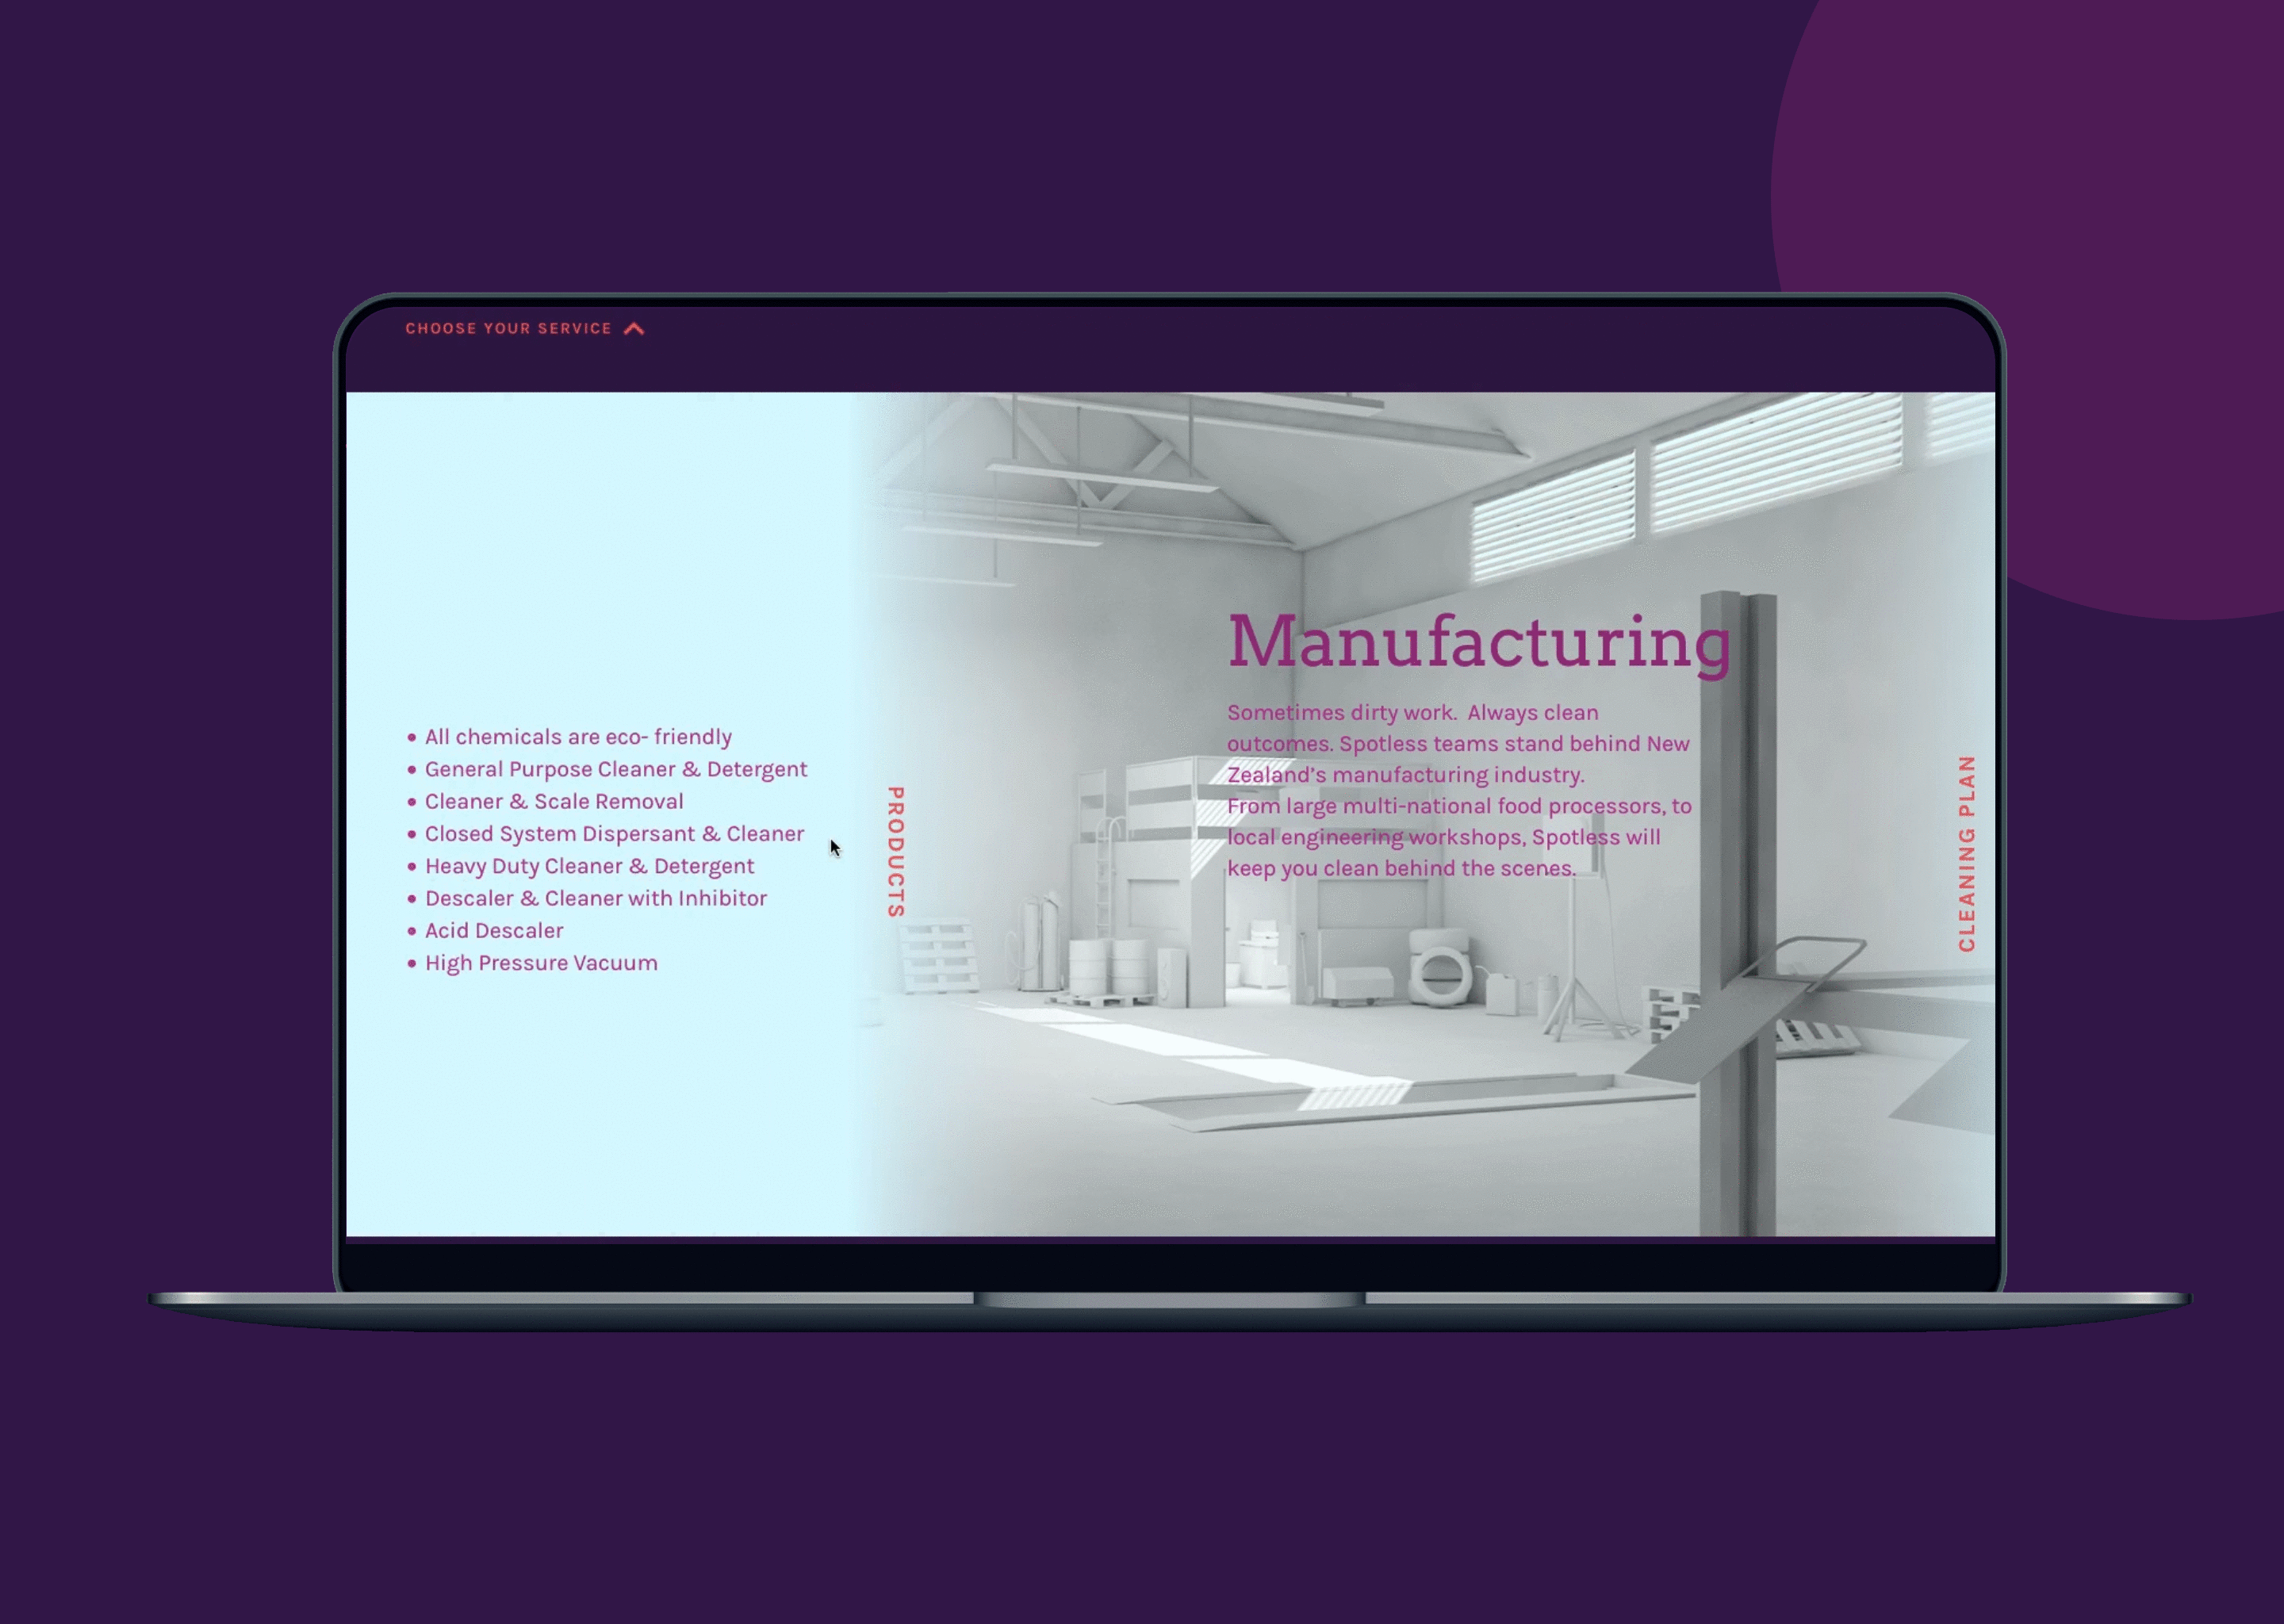 CHOOSE YOUR SERVICE
All chemicals are eco- friendly
General Purpose Cleaner & Detergent
Cleaner & Scale Removal
Closed System Dispersant & Cleaner
Heavy Duty Cleaner & Detergent
Descaler & Cleaner with Inhibitor
Acid Descaler
High Pressure Vacuum
PRODUCTS
Manufacturing
Sometimes dirty work.  Always clean
outcomes. Spotless teams stand behind New
Zealand’s manufacturing industry.
From large multi-national food processors, to
local engineering workshops, Spotless will
keep you clean behind the scenes.
CLEANING PLAN